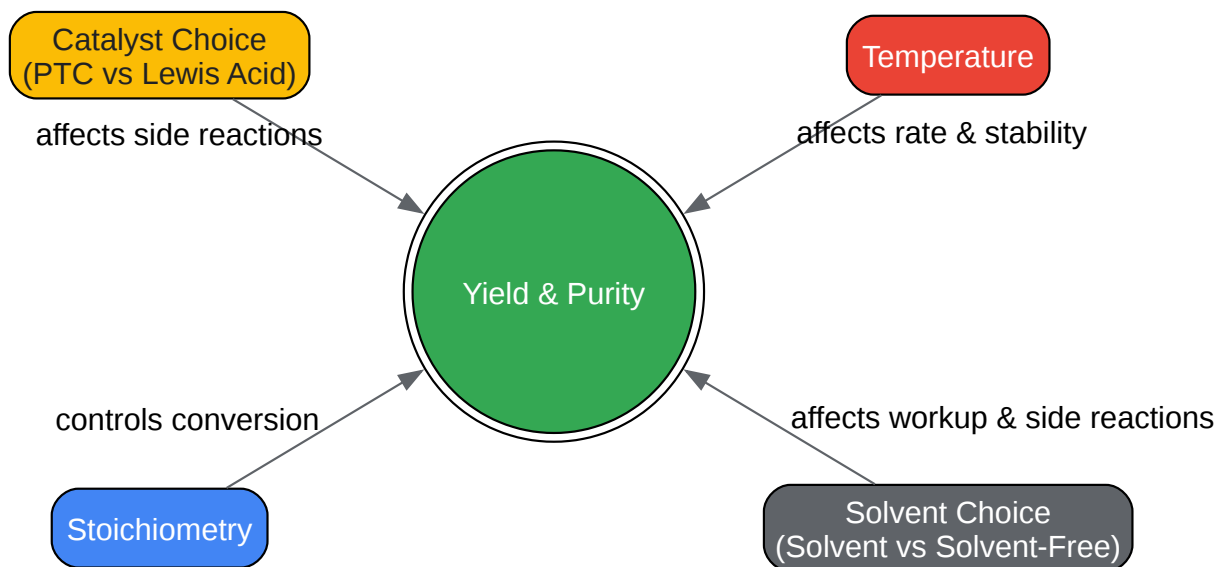 Catalyst Choice
(PTC vs Lewis Acid)
Temperature
affects side reactions
affects rate & stability
Yield & Purity
controls conversion
affects workup & side reactions
Stoichiometry
Solvent Choice
(Solvent vs Solvent-Free)